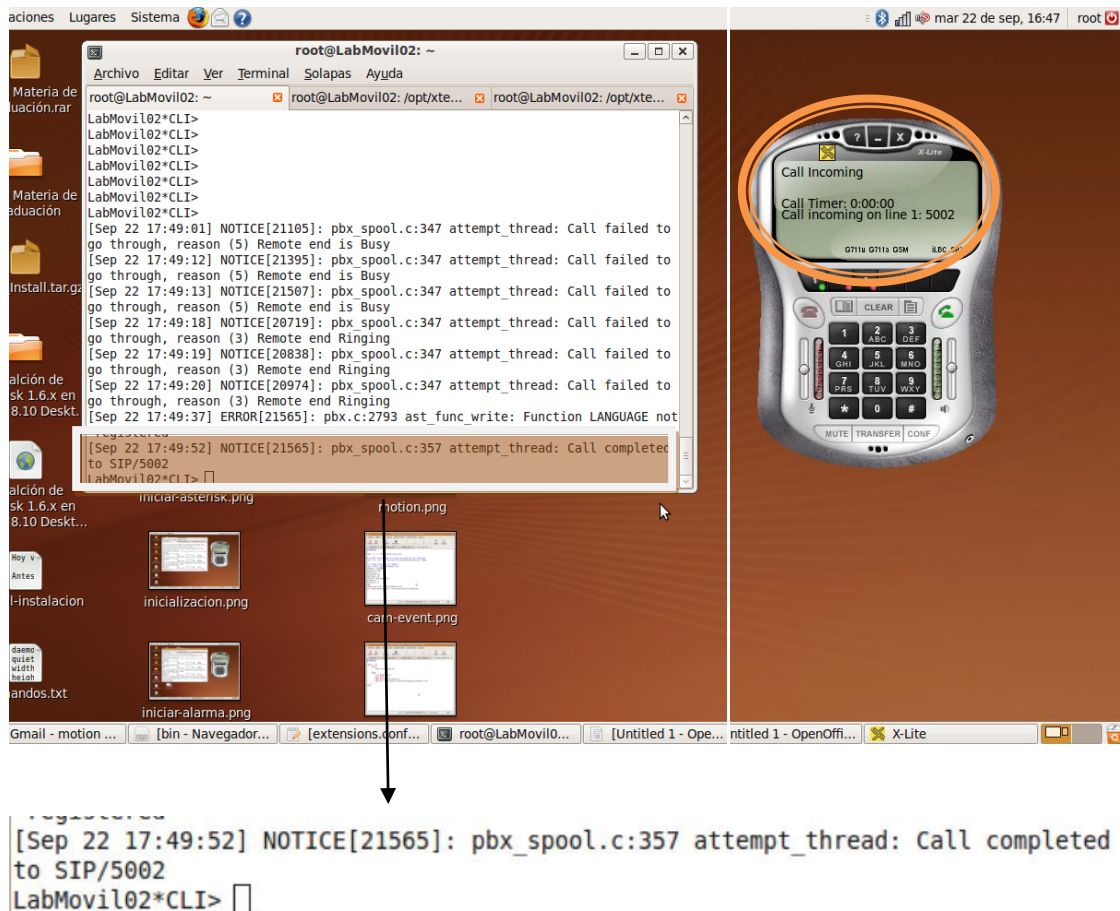 aciones Lugares Sistema
mar 22 de sep, 16:47 root
root@LabMovil02: ~
Archivo Editar Ver Terminal Solapas Ayuda
root@LabMovil02: ~ root@LabMovil02: /opt/xte... root@LabMovil02: /opt/xte...
LabMovil02*CLI>
LabMovil02*CLI>
LabMovil02*CLI>
LabMovil02*CLI>
LabMovil02*CLI>
LabMovil02*CLI>
LabMovil02*CLI>
[Sep 22 17:49:01] NOTICE[21105]: pbx_spool.c:347 attempt_thread: Call failed to
go through, reason (5) Remote end is Busy
[Sep 22 17:49:12] NOTICE[21395]: pbx_spool.c:347 attempt_thread: Call failed to
go through, reason (5) Remote end is Busy
[Sep 22 17:49:13] NOTICE[21507]: pbx_spool.c:347 attempt_thread: Call failed to
go through, reason (5) Remote end is Busy
[Sep 22 17:49:18] NOTICE[20719]: pbx_spool.c:347 attempt_thread: Call failed to
go through, reason (3) Remote end Ringing
[Sep 22 17:49:19] NOTICE[20838]: pbx_spool.c:347 attempt_thread: Call failed to
go through, reason (3) Remote end Ringing
[Sep 22 17:49:20] NOTICE[20974]: pbx_spool.c:347 attempt_thread: Call failed to
go through, reason (3) Remote end Ringing
[Sep 22 17:49:37] ERROR[21565]: pbx.c:2793 ast_func_write: Function LANGUAGE not
registered
[Sep 22 17:49:52] NOTICE[21565]: pbx_spool.c:357 attempt_thread: Call completed
to SIP/5002
LabMovil02*CLI>
Materia de
uación.rar
Materia de
aduación
Install.tar.gz
alción de
sk 1.6.x en
8.10 Deskt.
alción de
sk 1.6.x en
8.10 Deskt...
Hoy v
Antes
l-instalacion
daemo
quiet
width
heigh
andos.txt
iniciar-asterisk.png
motion.png
inicializacion.png
cam-event.png
iniciar-alarma.png
? – X
X-Lite
Call Incoming
Call Timer: 0:00:00
Call incoming on line 1: 5002
G711u G711a GSM iLBC
CLEAR
1 2 ABC 3 DEF
4 GHI 5 JKL 6 MNO
7 PRS 8 TUV 9 WXY
* 0 #
MUTE TRANSFER CONF
Gmail - motion ... [bin - Navegador... [extensions.conf... root@LabMovil0... [Untitled 1 - Ope... ntitled 1 - OpenOffi... X-Lite
registered
[Sep 22 17:49:52] NOTICE[21565]: pbx_spool.c:357 attempt_thread: Call completed
to SIP/5002
LabMovil02*CLI>